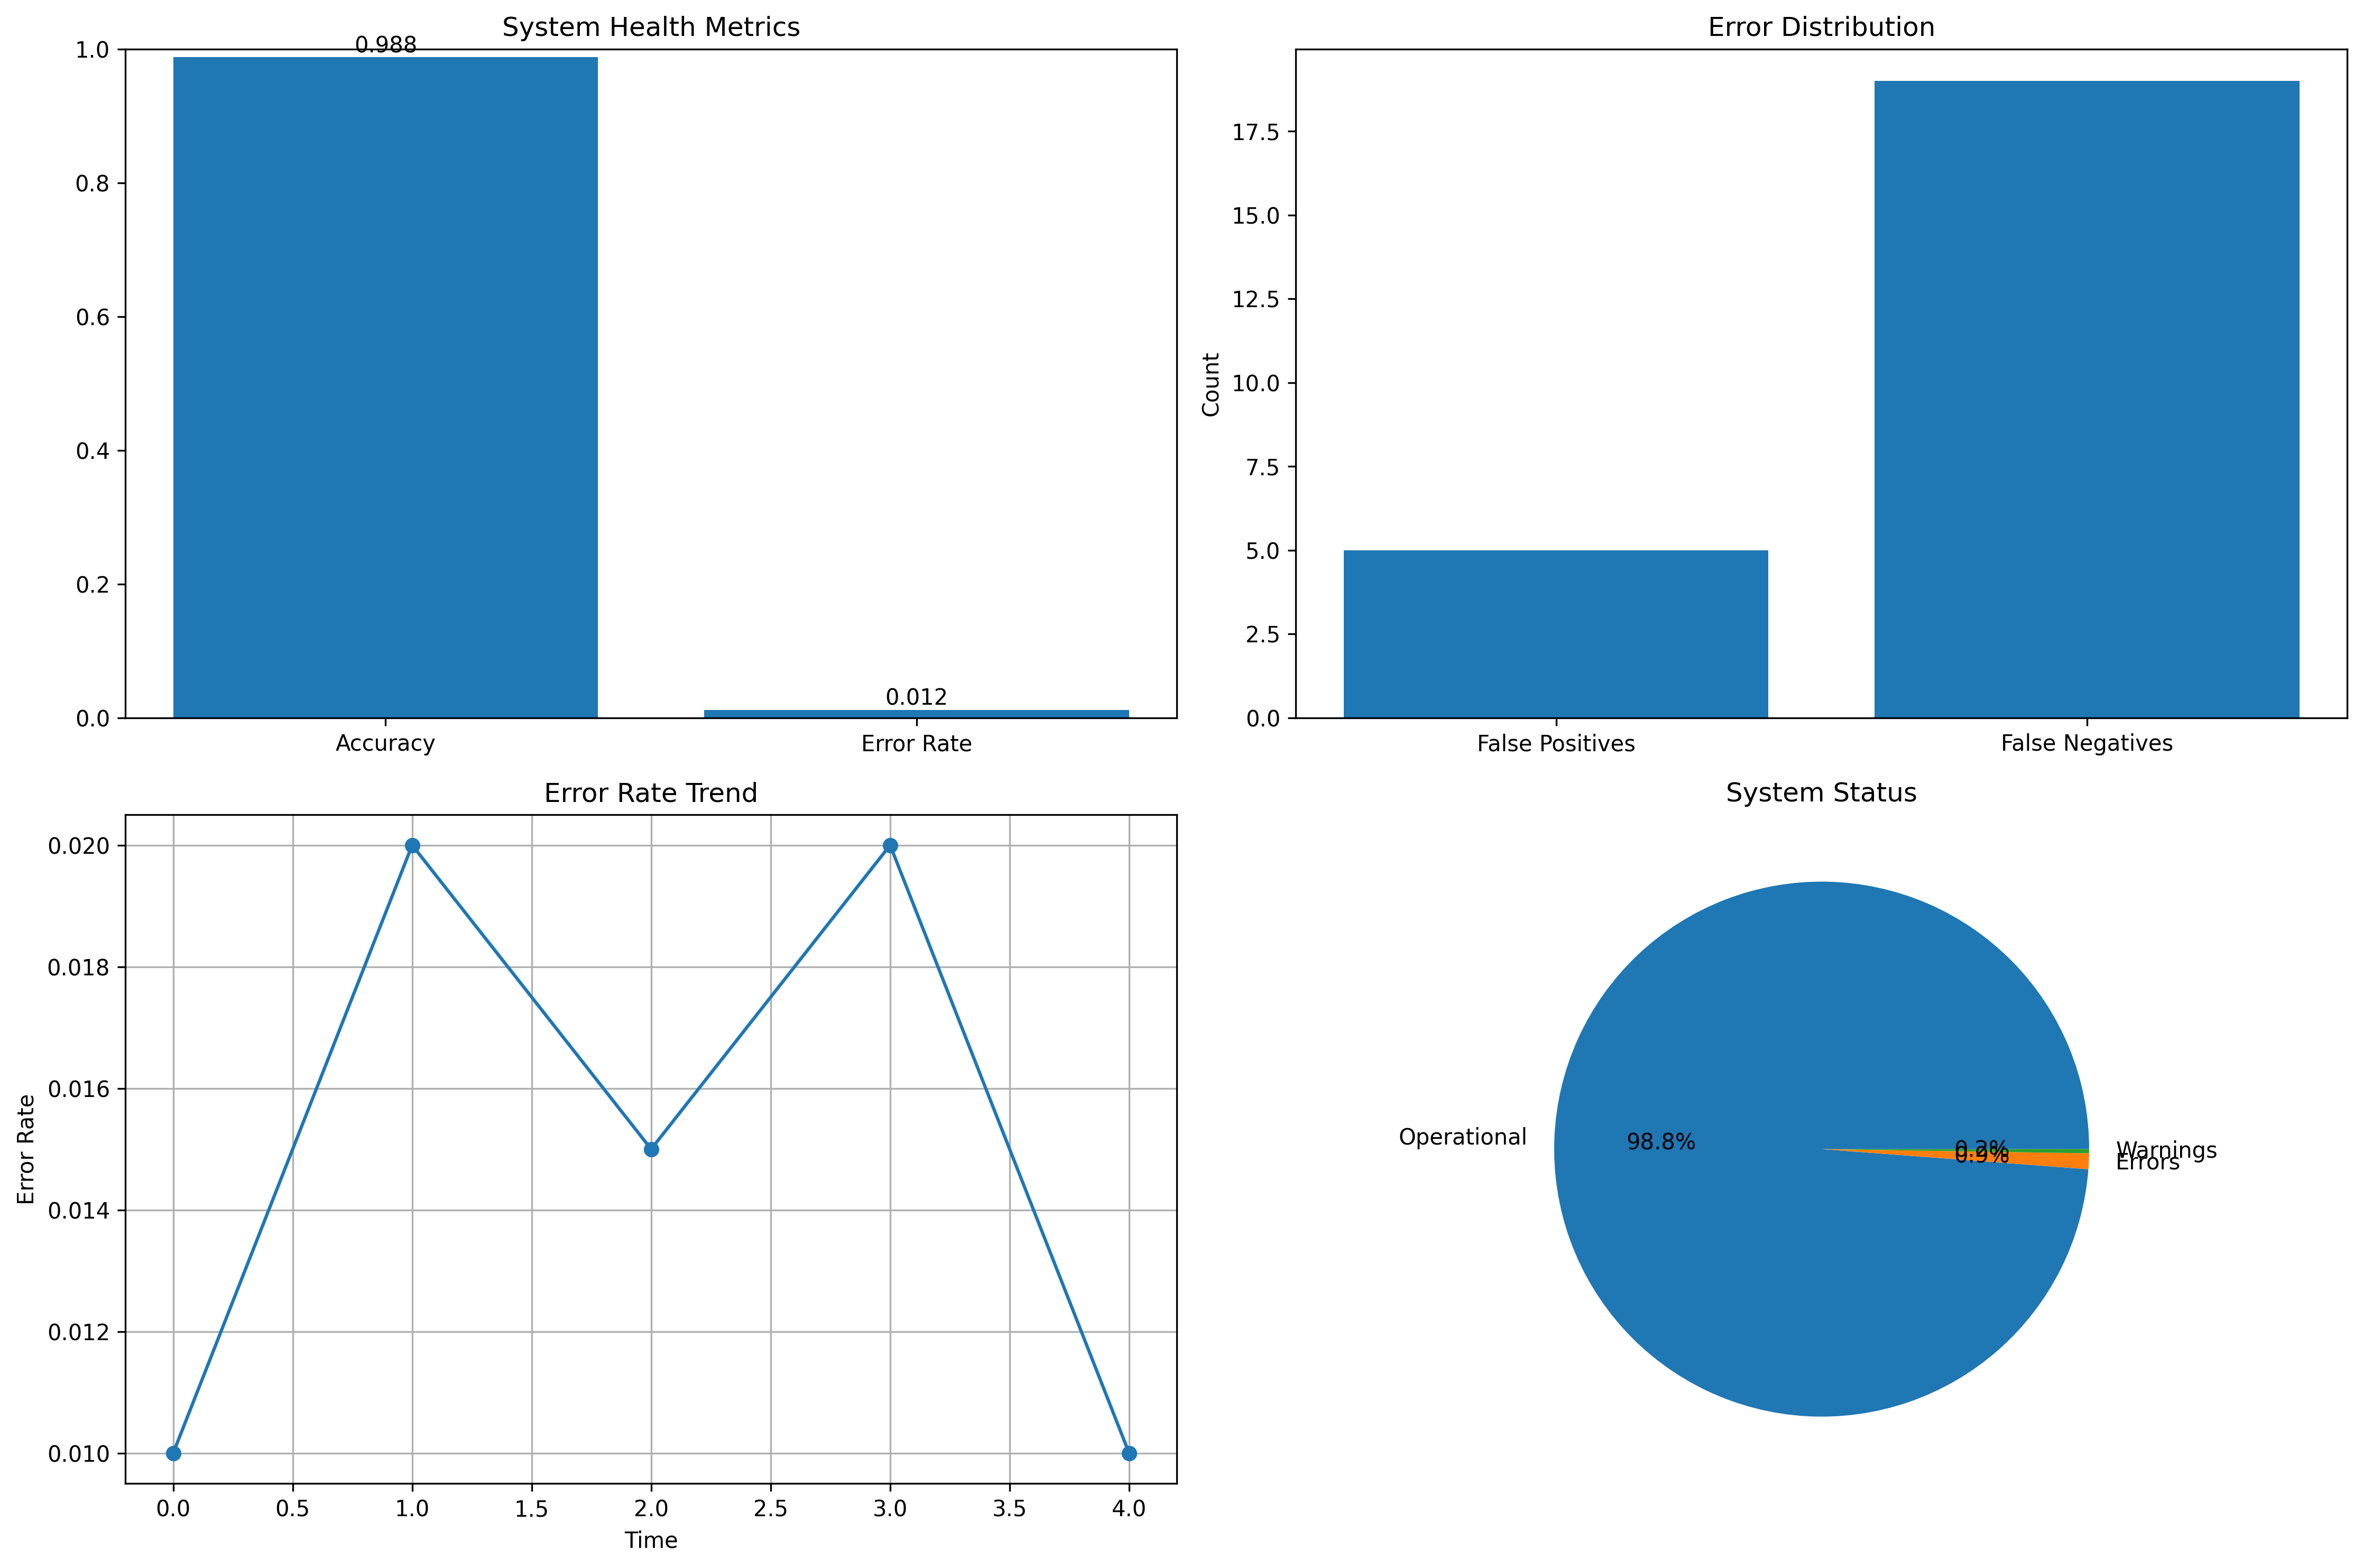 System Health Metrics
0.988
1.0
0.8
0.6
0.4
0.2
0.0
0.012
Accuracy
Error Rate
Error Distribution
Count
17.5
15.0
12.5
10.0
7.5
5.0
2.5
0.0
False Positives
False Negatives
Error Rate Trend
Error Rate
0.020
0.018
0.016
0.014
0.012
0.010
0.0
0.5
1.0
1.5
2.0
2.5
3.0
3.5
4.0
Time
System Status
Operational
98.8%
0.2%
0.9%
Warnings
Errors